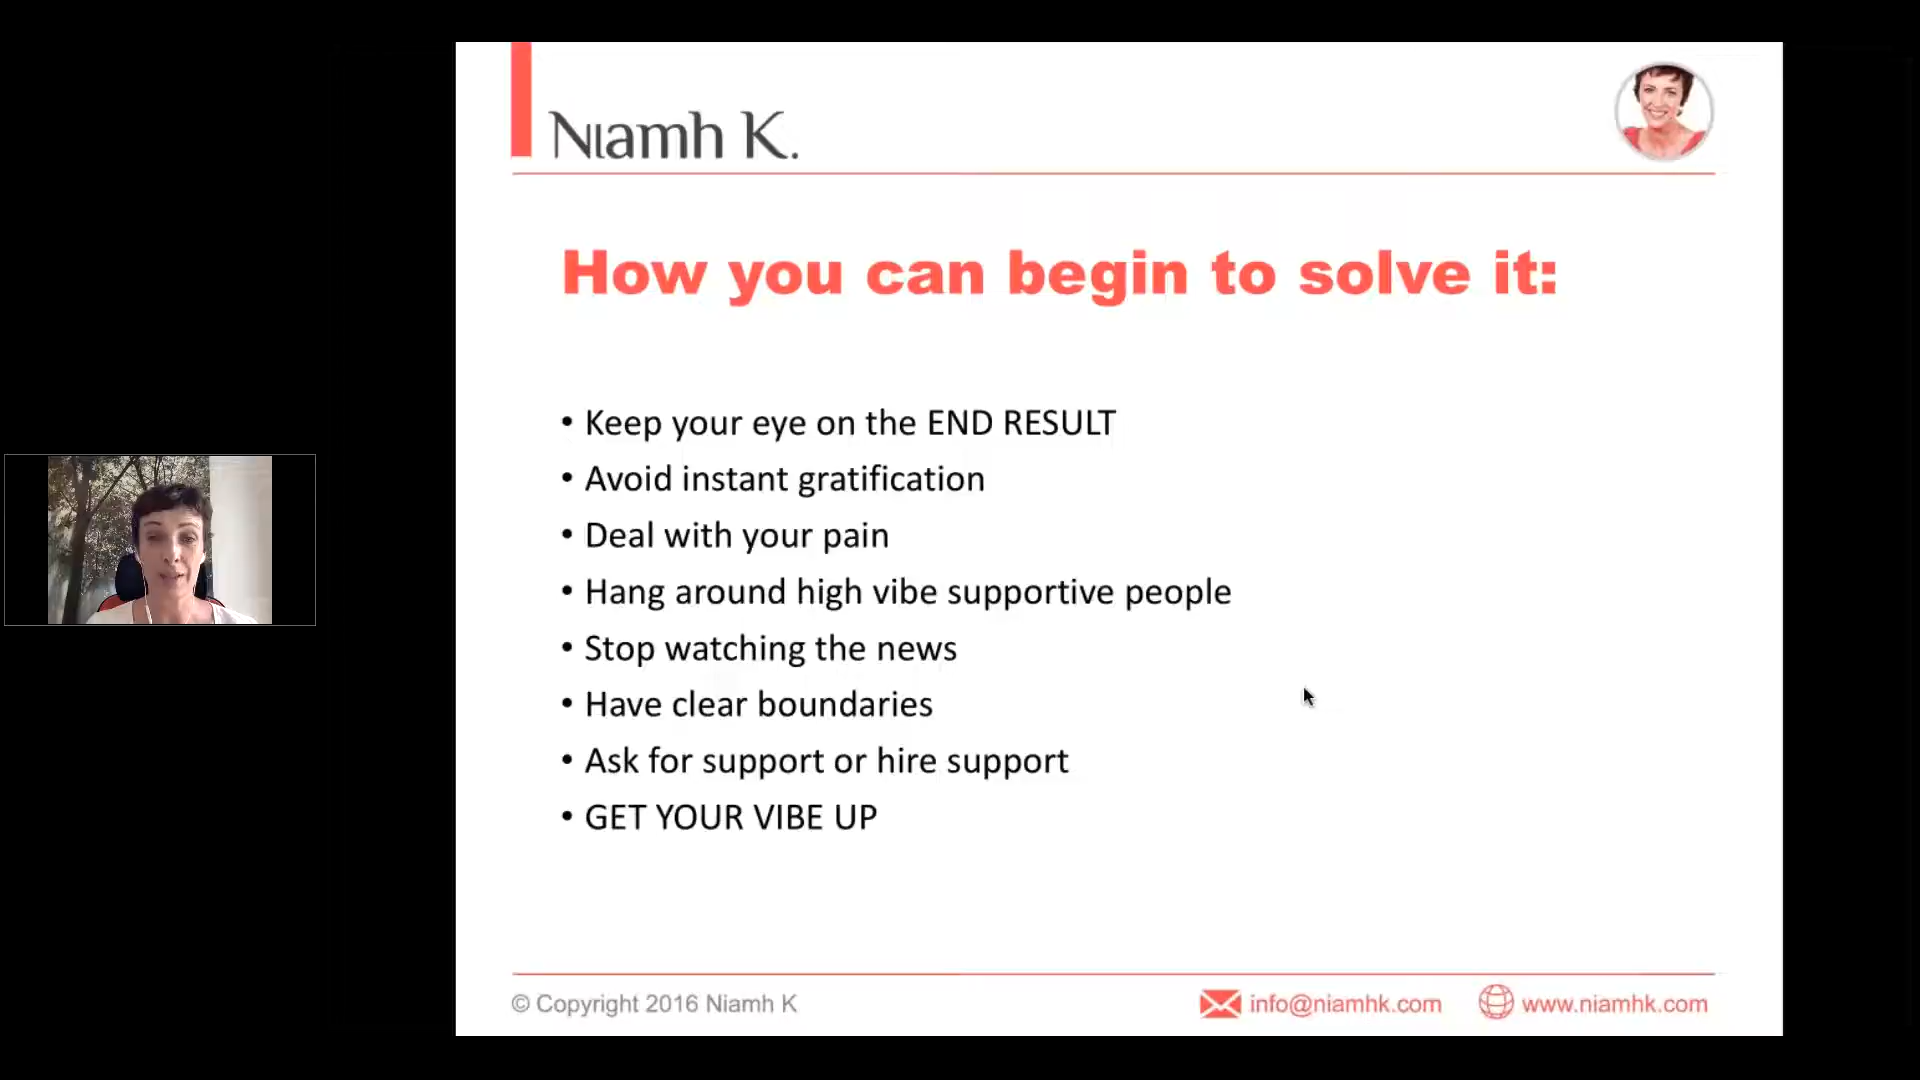 Niamh K.
How you can begin to solve it:
• Keep your eye on the END RESULT
• Avoid instant gratification
• Deal with your pain
• Hang around high vibe supportive people
• Stop watching the news
• Have clear boundaries
• Ask for support or hire support
• GET YOUR VIBE UP
© Copyright 2016 Niamh K
info@niamhk.com
www.niamhk.com